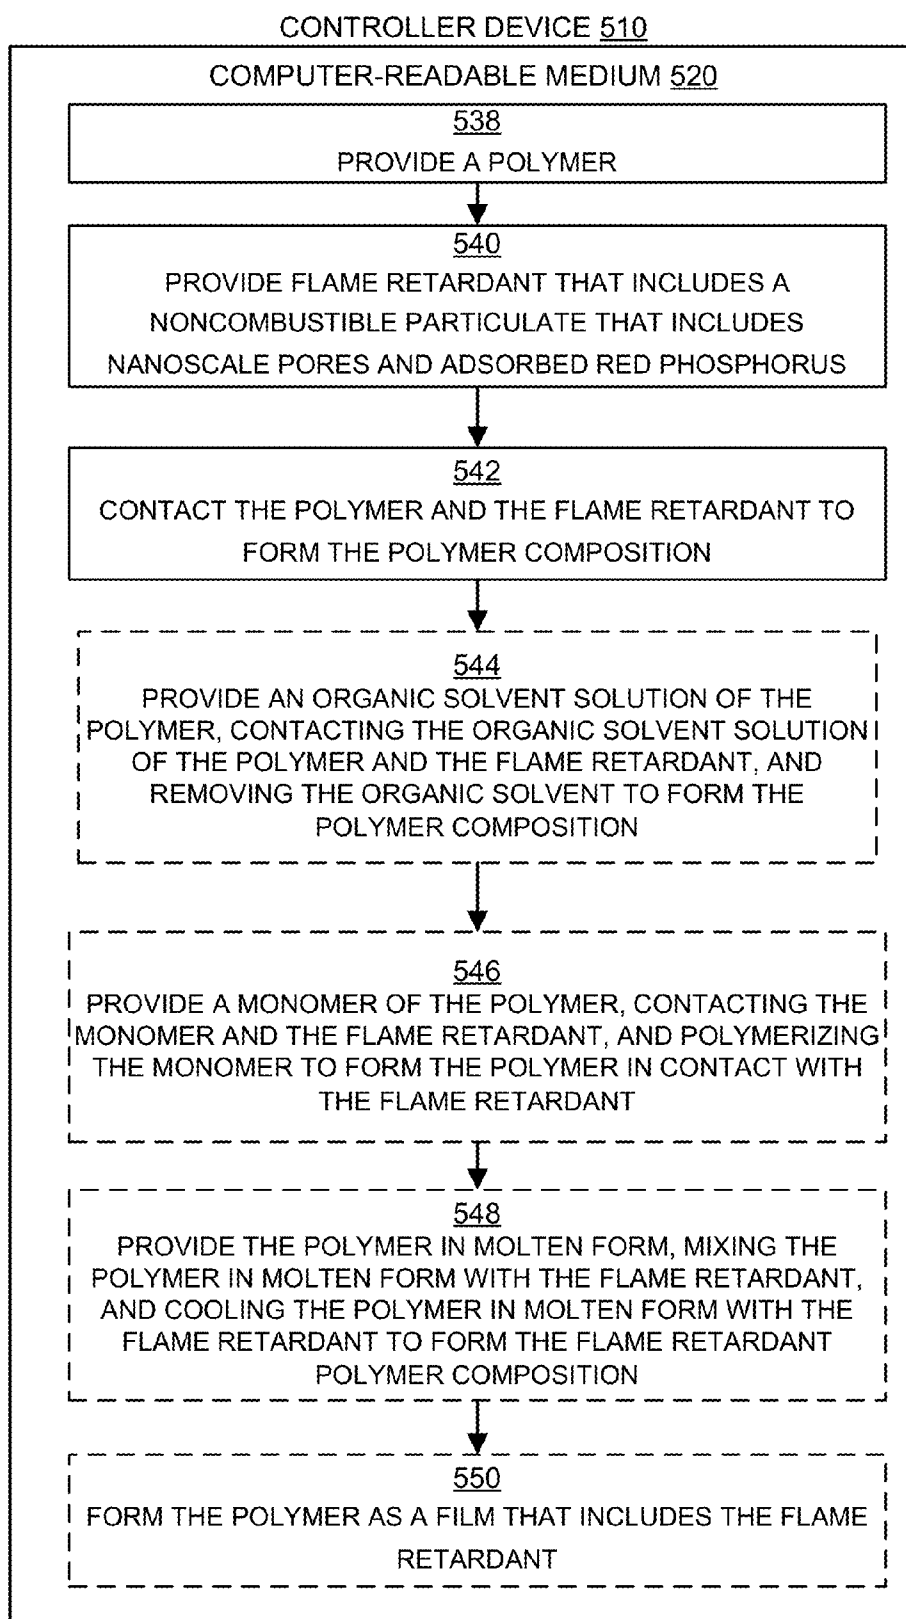 CONTROLLER DEVICE 510
COMPUTER-READABLE MEDIUM 520
538
PROVIDE A POLYMER
540
PROVIDE FLAME RETARDANT THAT INCLUDES A
NONCOMBUSTIBLE PARTICULATE THAT INCLUDES
NANOSCALE PORES AND ADSORBED RED PHOSPHORUS
542
CONTACT THE POLYMER AND THE FLAME RETARDANT TO
FORM THE POLYMER COMPOSITION
544
PROVIDE AN ORGANIC SOLVENT SOLUTION OF THE
POLYMER, CONTACTING THE ORGANIC SOLVENT SOLUTION
OF THE POLYMER AND THE FLAME RETARDANT, AND
REMOVING THE ORGANIC SOLVENT TO FORM THE
POLYMER COMPOSITION
546
PROVIDE A MONOMER OF THE POLYMER, CONTACTING THE
MONOMER AND THE FLAME RETARDANT, AND POLYMERIZING
THE MONOMER TO FORM THE POLYMER IN CONTACT WITH
THE FLAME RETARDANT
548
PROVIDE THE POLYMER IN MOLTEN FORM, MIXING THE
POLYMER IN MOLTEN FORM WITH THE FLAME RETARDANT,
AND COOLING THE POLYMER IN MOLTEN FORM WITH THE
FLAME RETARDANT TO FORM THE FLAME RETARDANT
POLYMER COMPOSITION
550
FORM THE POLYMER AS A FILM THAT INCLUDES THE FLAME
RETARDANT